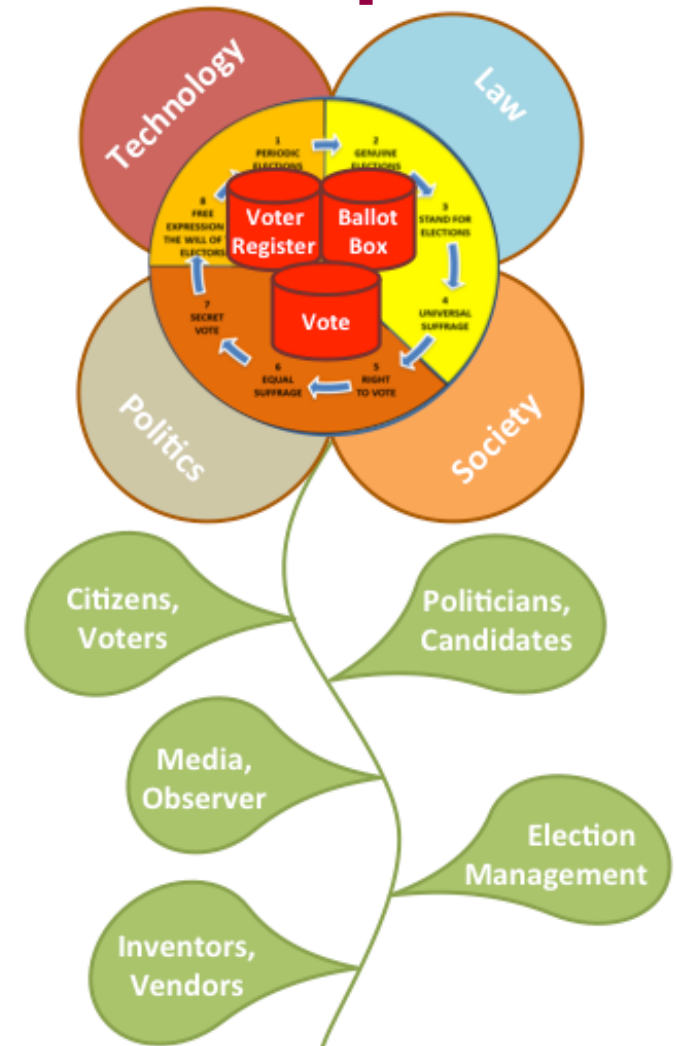 Technology
Law
1
PERIODIC
ELECTIONS
2
GENUINE
ELECTIONS
3
STAND FOR
ELECTIONS
4
UNIVERSAL
SUFFRAGE
5
RIGHT
TO VOTE
6
EQUAL
SUFFRAGE
7
SECRET
VOTE
8
FREE
EXPRESSION
THE WILL OF
ELECTORS
Voter
Register
Ballot
Box
Vote
Politics
Society
Citizens,
Voters
Politicians,
Candidates
Media,
Observer
Election
Management
Inventors,
Vendors